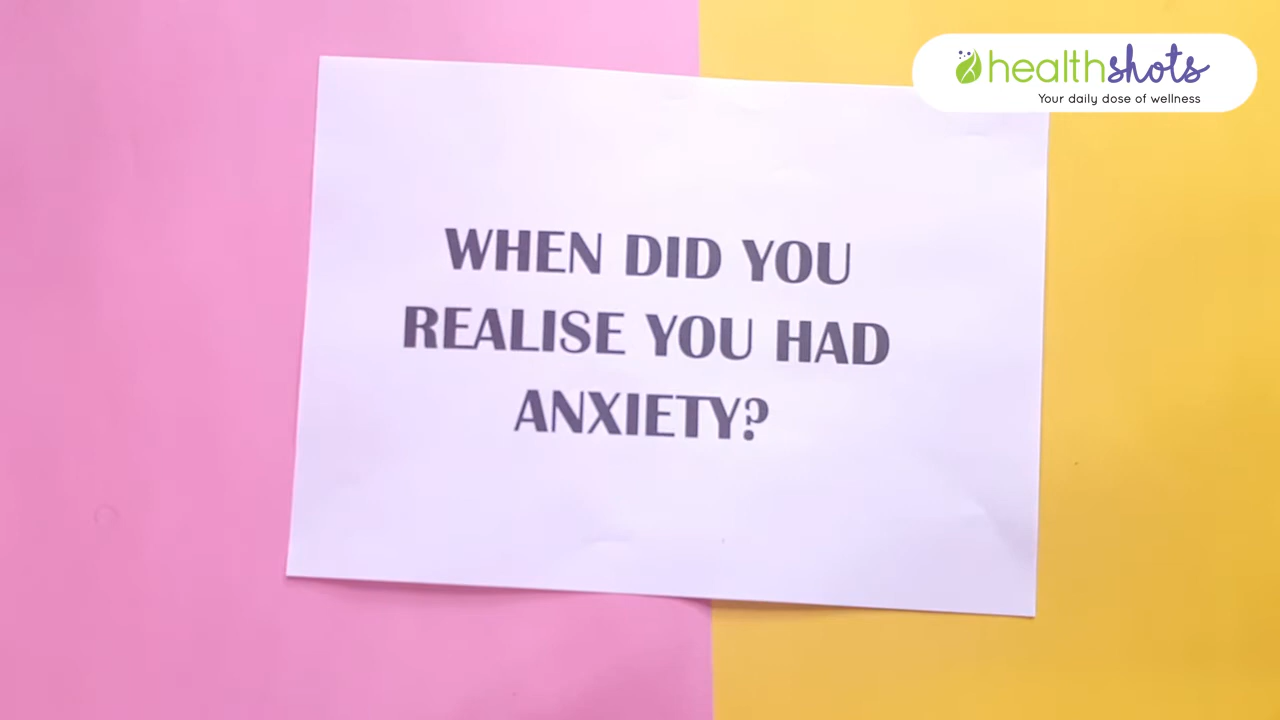 healthshots
Your daily dose of wellness
WHEN DID YOU
REALISE YOU HAD
ANXIETY?